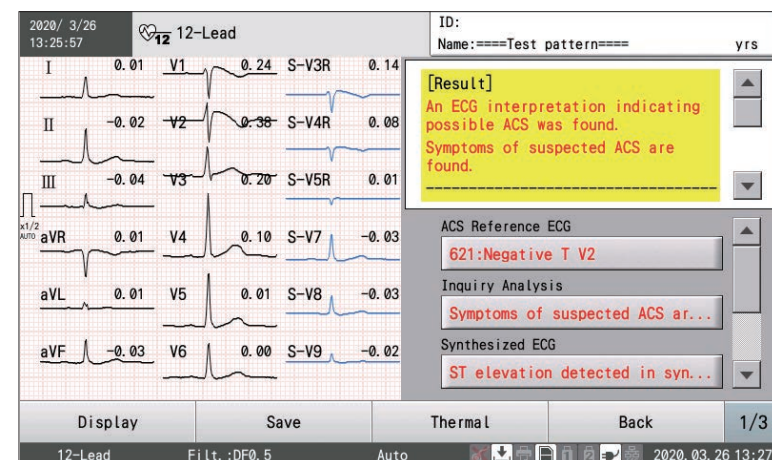 2020/ 3/26
13:25:57
12 12-Lead
ID:
Name:====Test pattern==== yrs
I 0.01 V1 0.24 S-V3R 0.14
II -0.02 V2 0.38 S-V4R 0.08
III -0.04 V3 0.20 S-V5R 0.01
x1/2
AUTO
aVR 0.01 V4 0.10 S-V7 -0.03
aVL 0.01 V5 0.01 S-V8 -0.03
aVF -0.03 V6 0.00 S-V9 -0.02
[Result]
An ECG interpretation indicating
possible ACS was found.
Symptoms of suspected ACS are
found.
ACS Reference ECG
621:Negative T V2
Inquiry Analysis
Symptoms of suspected ACS ar...
Synthesized ECG
ST elevation detected in syn...
Display Save Thermal Back 1/3
12-Lead Filt.:DF0.5 Auto 2020.03.26 13:27